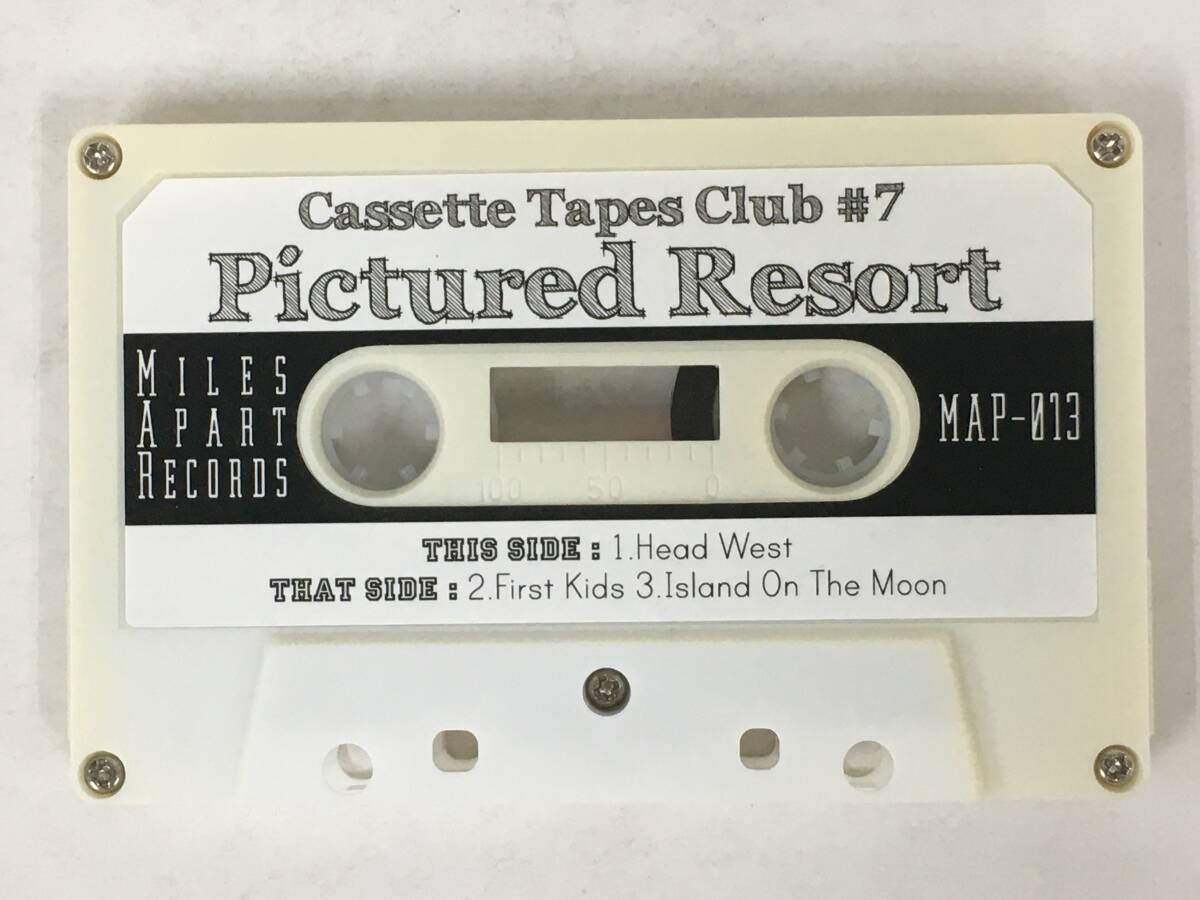 Cassette Tapes Club #7
Pictured Resort
MILES
APART
RECORDS
MAP-013
100 50 0
THIS SIDE : 1.Head West
THAT SIDE : 2.First Kids 3.Island On The Moon